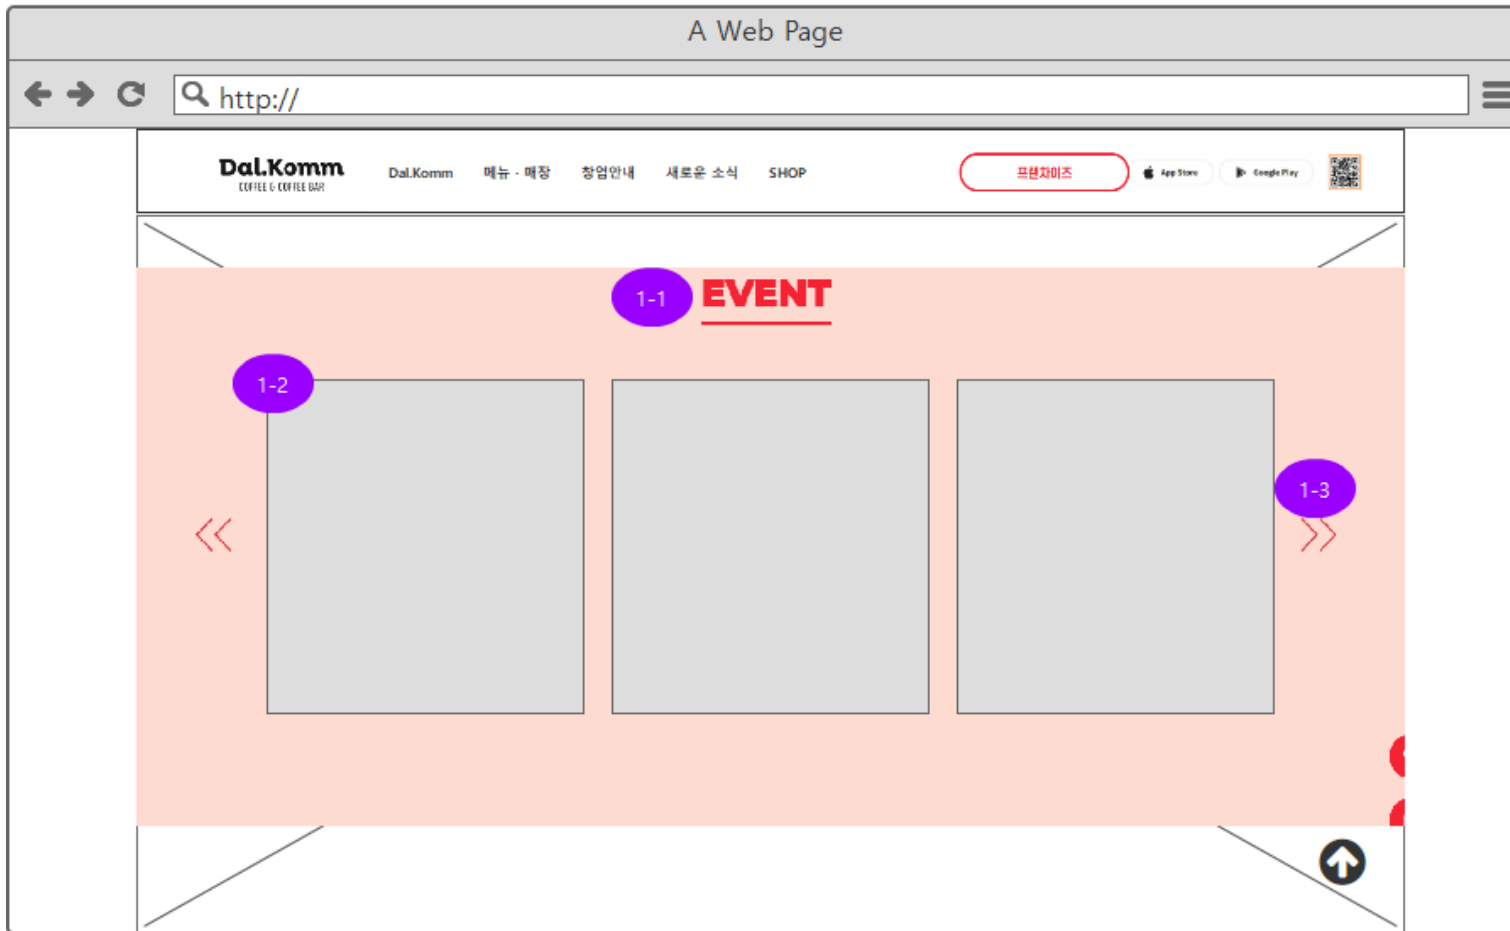 A Web Page
http://
Dal.Komm
COFFEE & COFFEE BAR
Dal.Komm 메뉴 · 매장 창업안내 새로운 소식 SHOP
프랜차이즈 App Store Google Play
1-1 EVENT
1-2
1-3